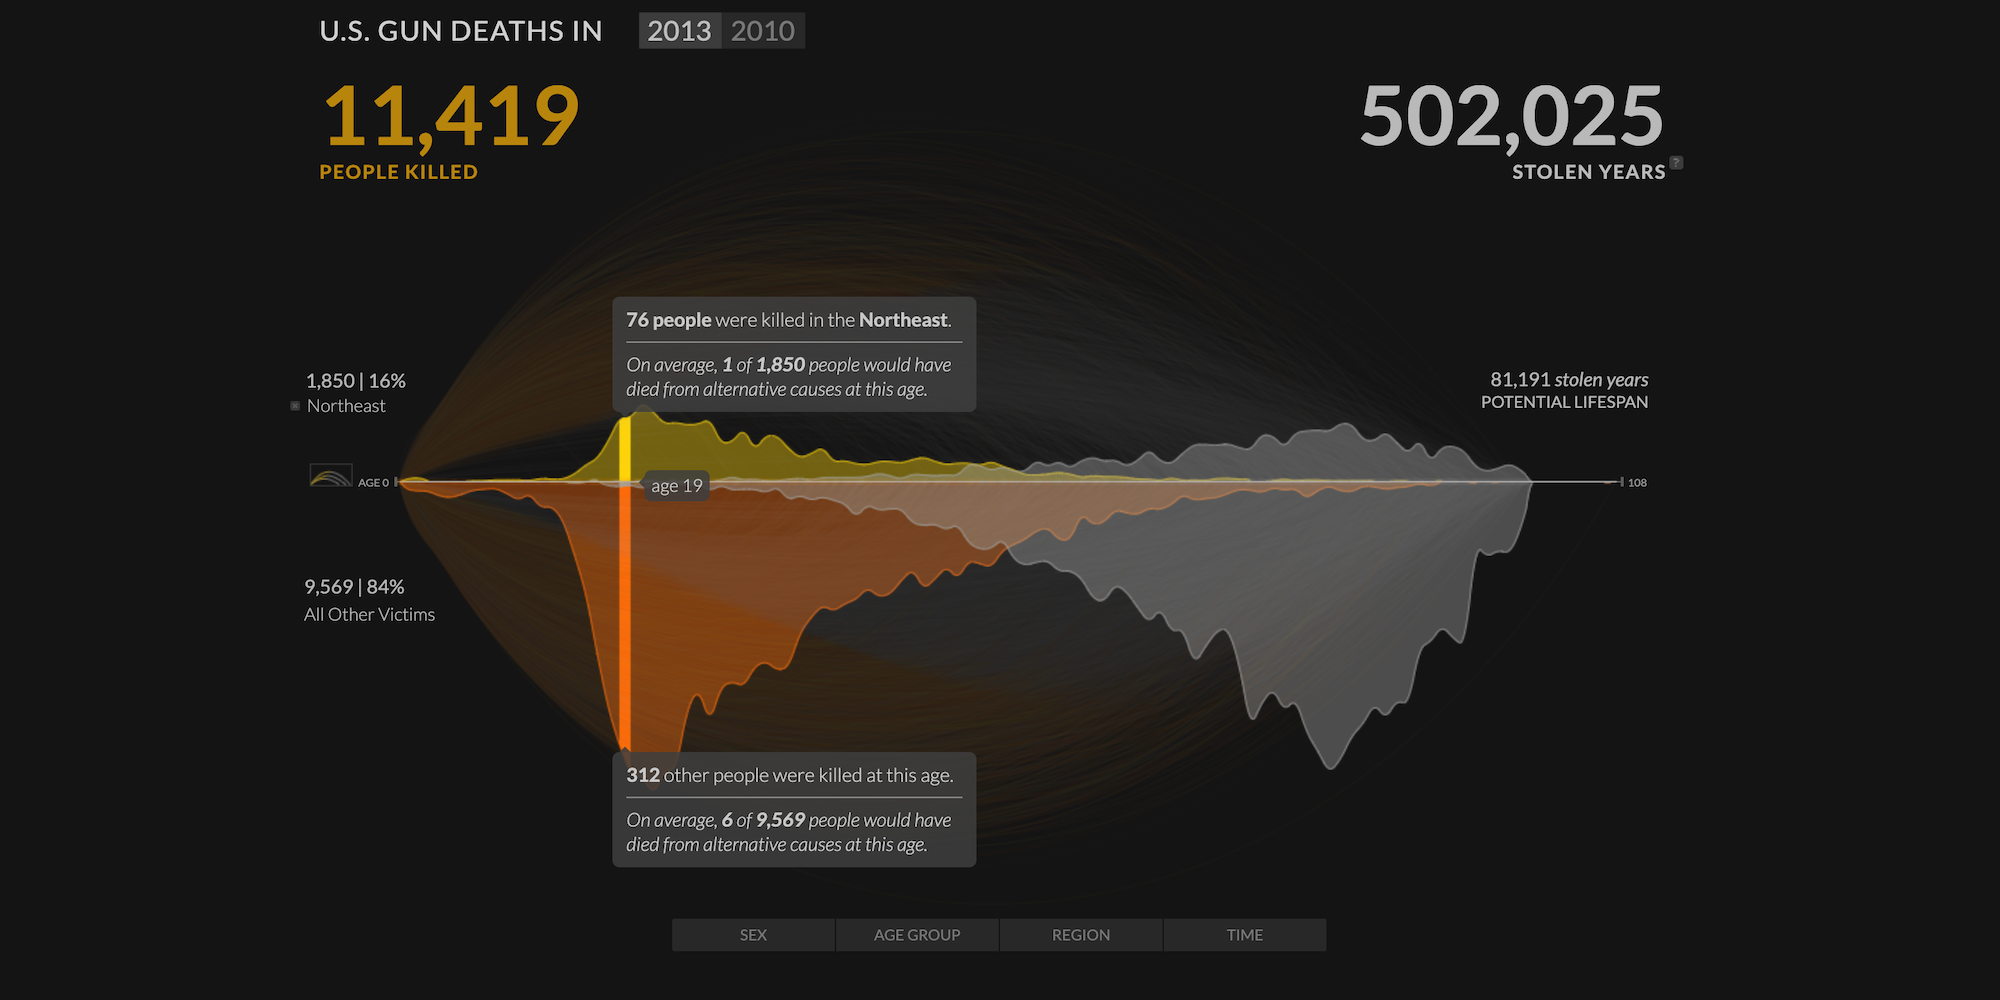 U.S. GUN DEATHS IN 2013 2010
11,419
PEOPLE KILLED
502,025
STOLEN YEARS ?
76 people were killed in the Northeast.
On average, 1 of 1,850 people would have
died from alternative causes at this age.
1,850 | 16%
Northeast
81,191 stolen years
POTENTIAL LIFESPAN
AGE 0
age 19
108
9,569 | 84%
All Other Victims
312 other people were killed at this age.
On average, 6 of 9,569 people would have
died from alternative causes at this age.
SEX AGE GROUP REGION TIME